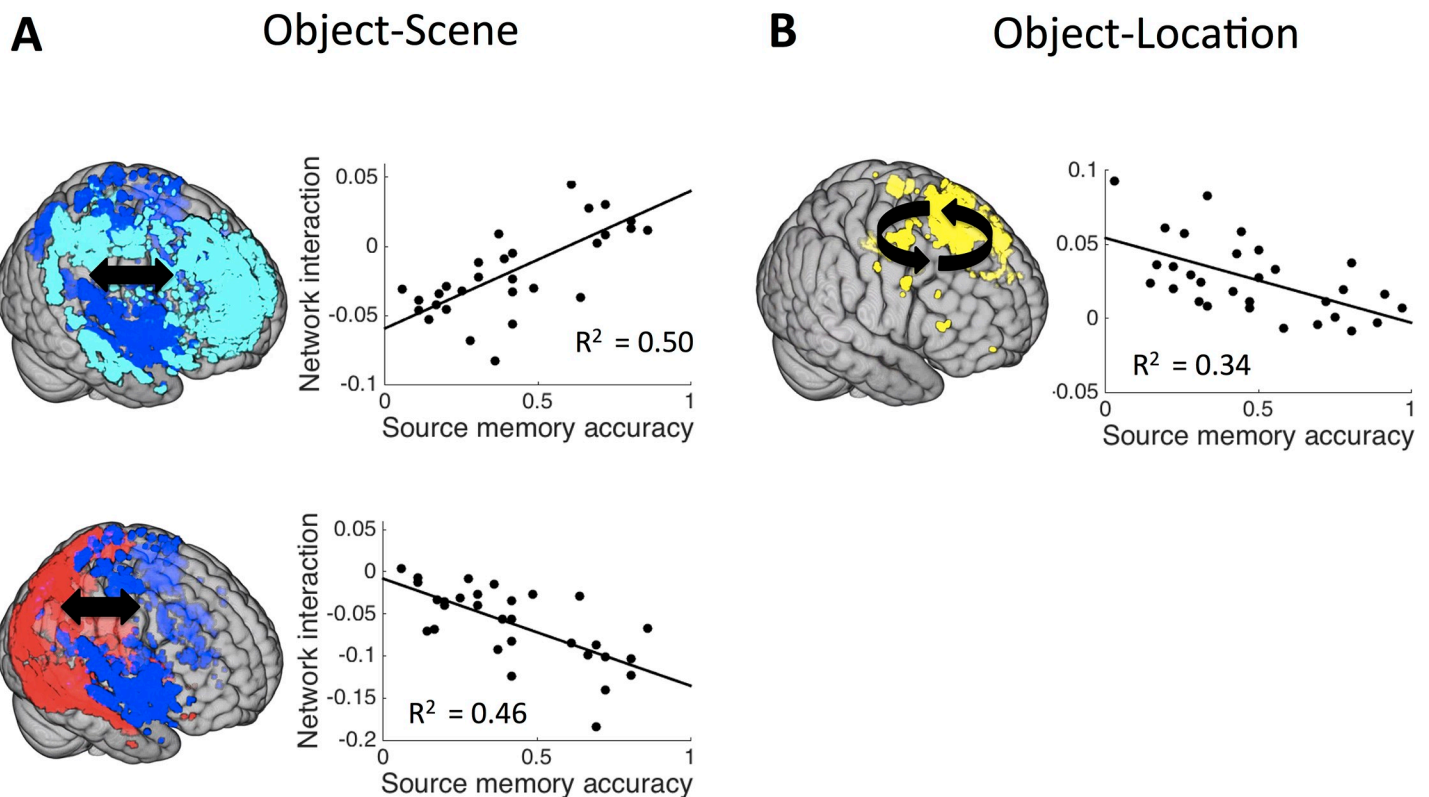 A
Object-Scene
B
Object-Location
Network interaction
0.05
0
-0.05
-0.1
R² = 0.50
0
0.5
1
Source memory accuracy
0.1
0.05
0
-0.05
R² = 0.34
0
0.5
1
Source memory accuracy
Network interaction
0.05
0
-0.05
-0.1
-0.15
-0.2
R² = 0.46
0
0.5
1
Source memory accuracy